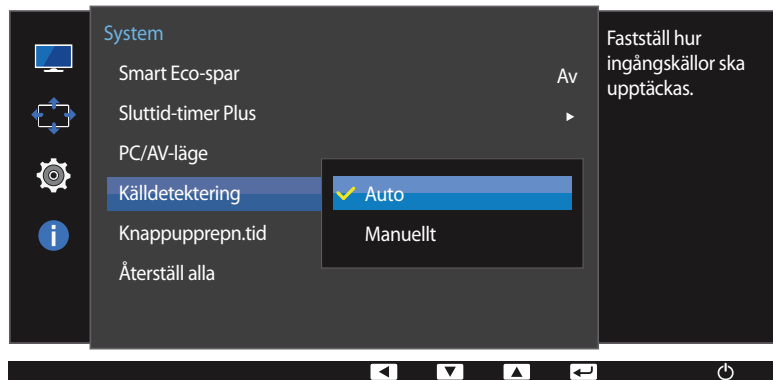 System
Smart Eco-spar Av
Sluttid-timer Plus
PC/AV-läge
Källdetektering
Auto
Knappupprepn.tid
Manuellt
Återställ alla
Fastställ hur
ingångskällor ska
upptäckas.